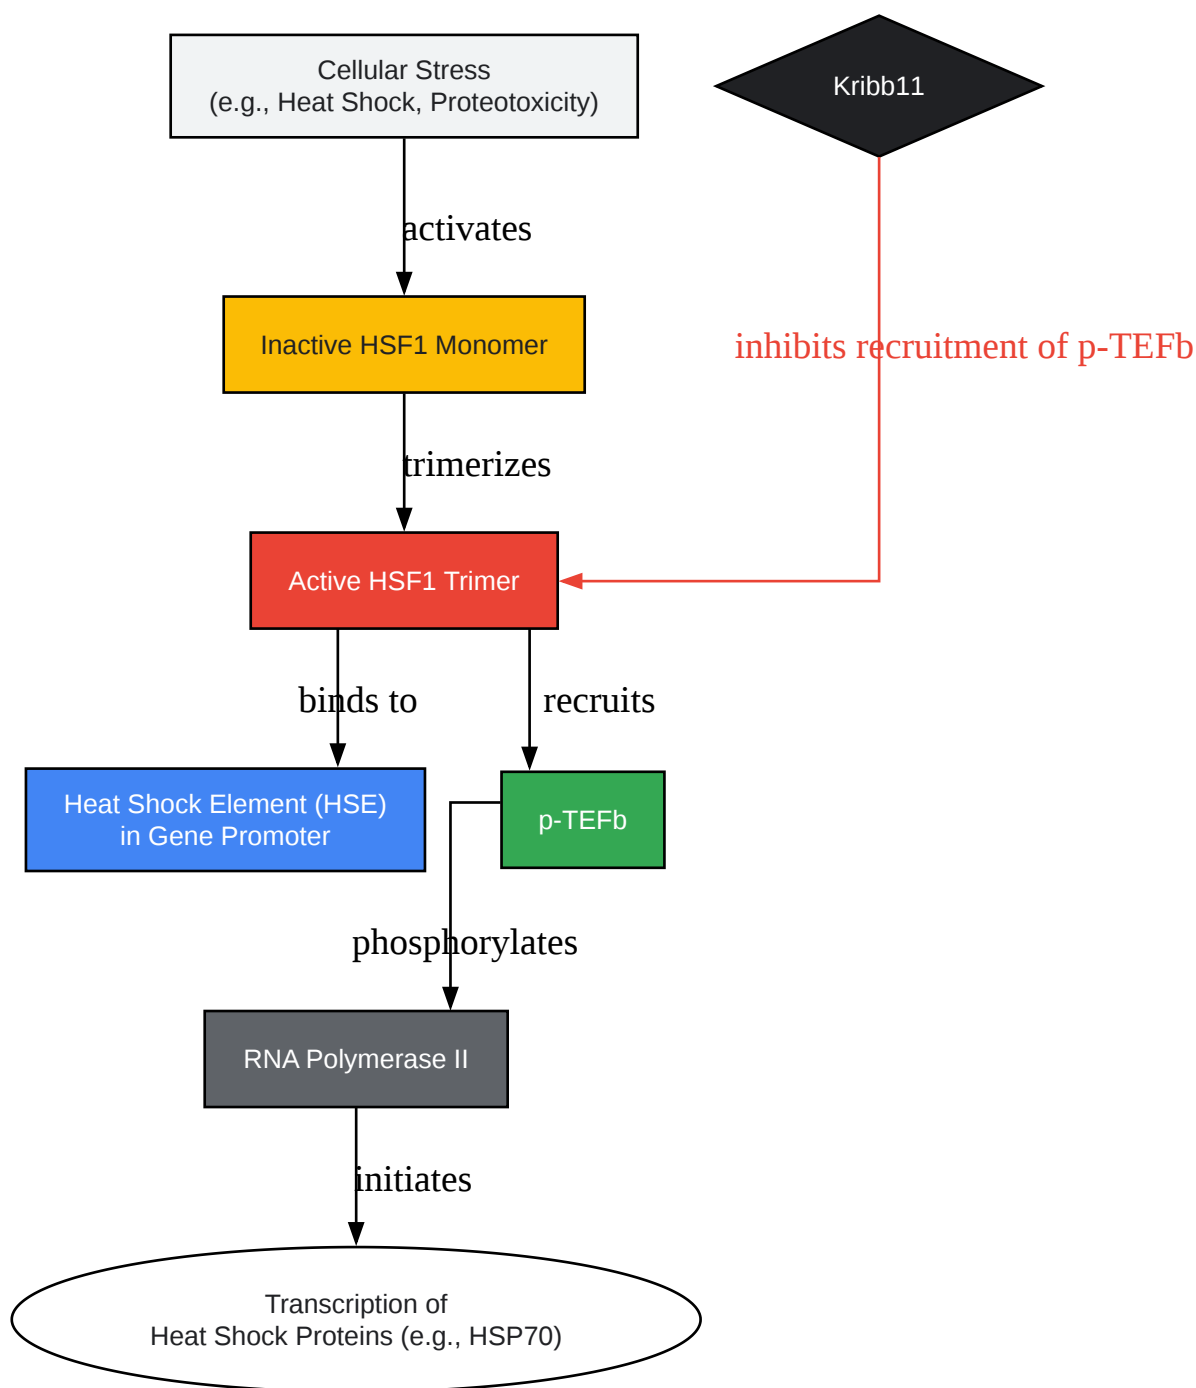 Cellular Stress
(e.g., Heat Shock, Proteotoxicity)
Kribb11
activates
Inactive HSF1 Monomer
inhibits recruitment of p-TEFb
trimerizes
Active HSF1 Trimer
binds to
recruits
Heat Shock Element (HSE)
in Gene Promoter
p-TEFb
phosphorylates
RNA Polymerase II
initiates
Transcription of
Heat Shock Proteins (e.g., HSP70)